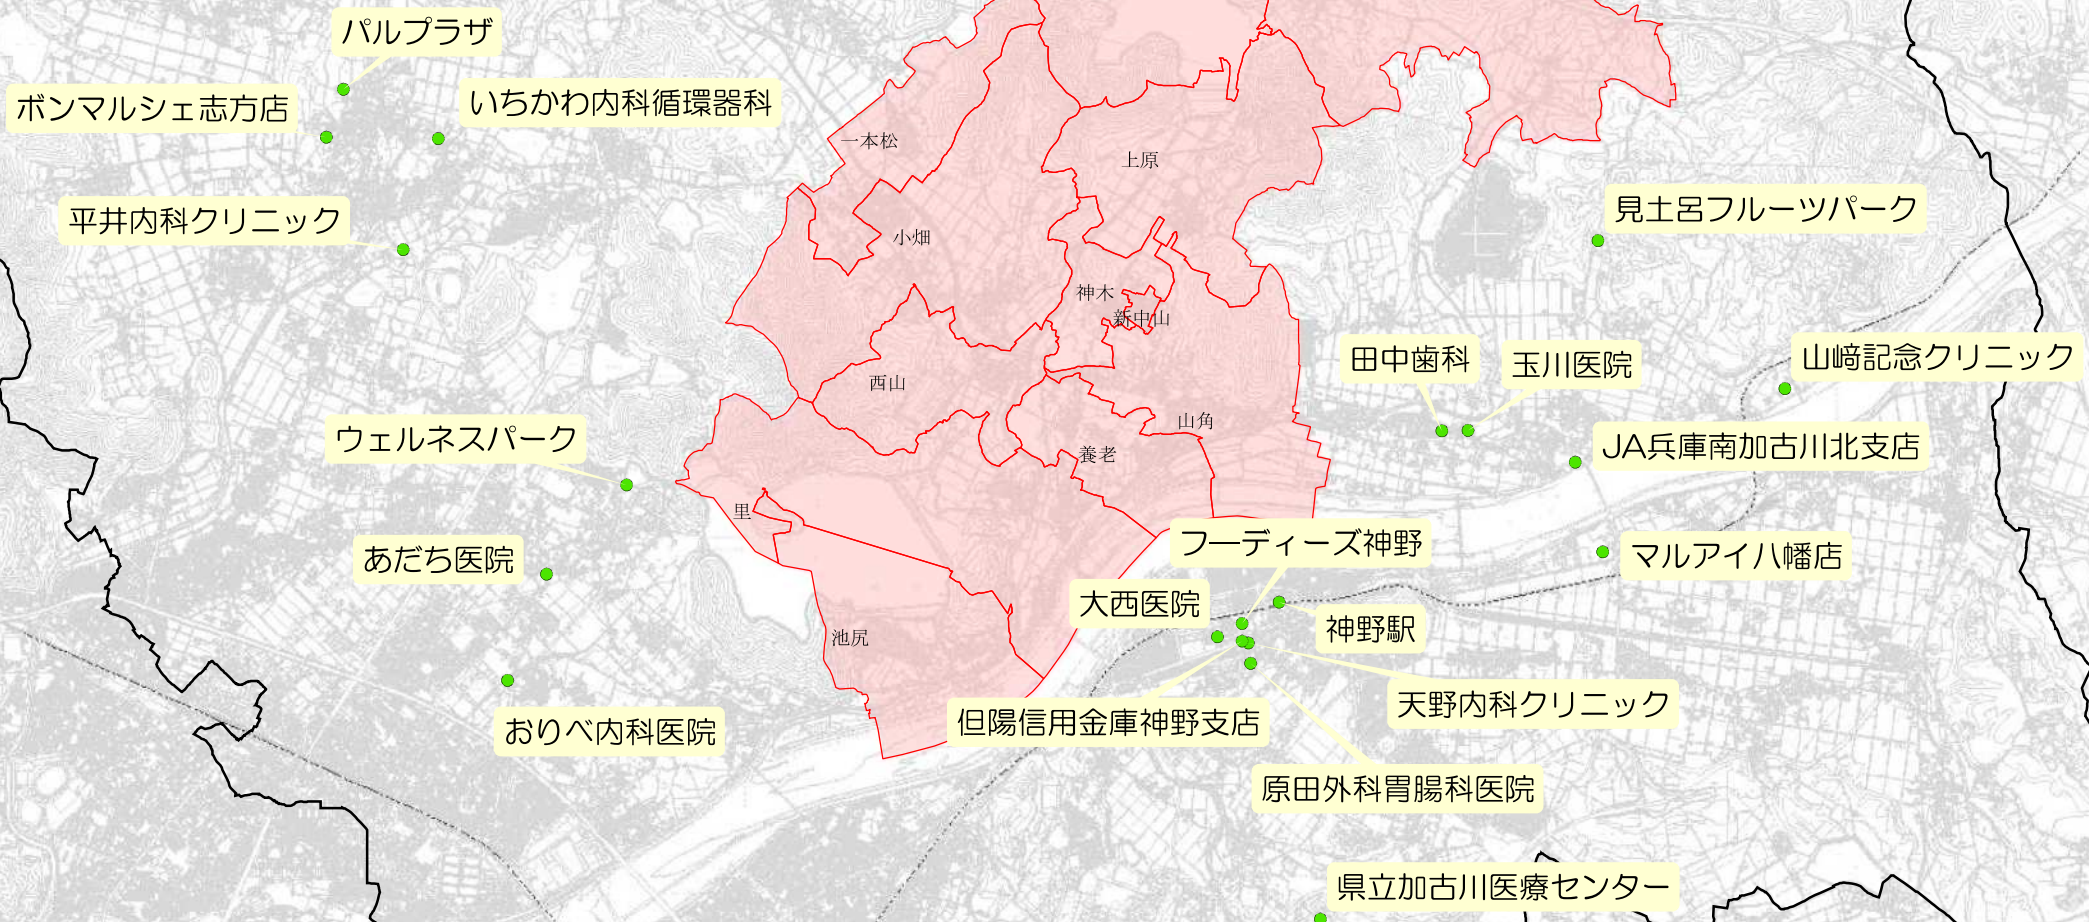 パルプラザ
ボンマルシェ志方店
いちかわ内科循環器科
一本松
上原
平井内科クリニック
見土呂フルーツパーク
小畑
神木
新中山
田中歯科
玉川医院
山﨑記念クリニック
西山
山角
ウェルネスパーク
養老
JA兵庫南加古川北支店
里
フーディーズ神野
あだち医院
マルアイ八幡店
大西医院
神野駅
池尻
天野内科クリニック
但陽信用金庫神野支店
おりべ内科医院
原田外科胃腸科医院
県立加古川医療センター